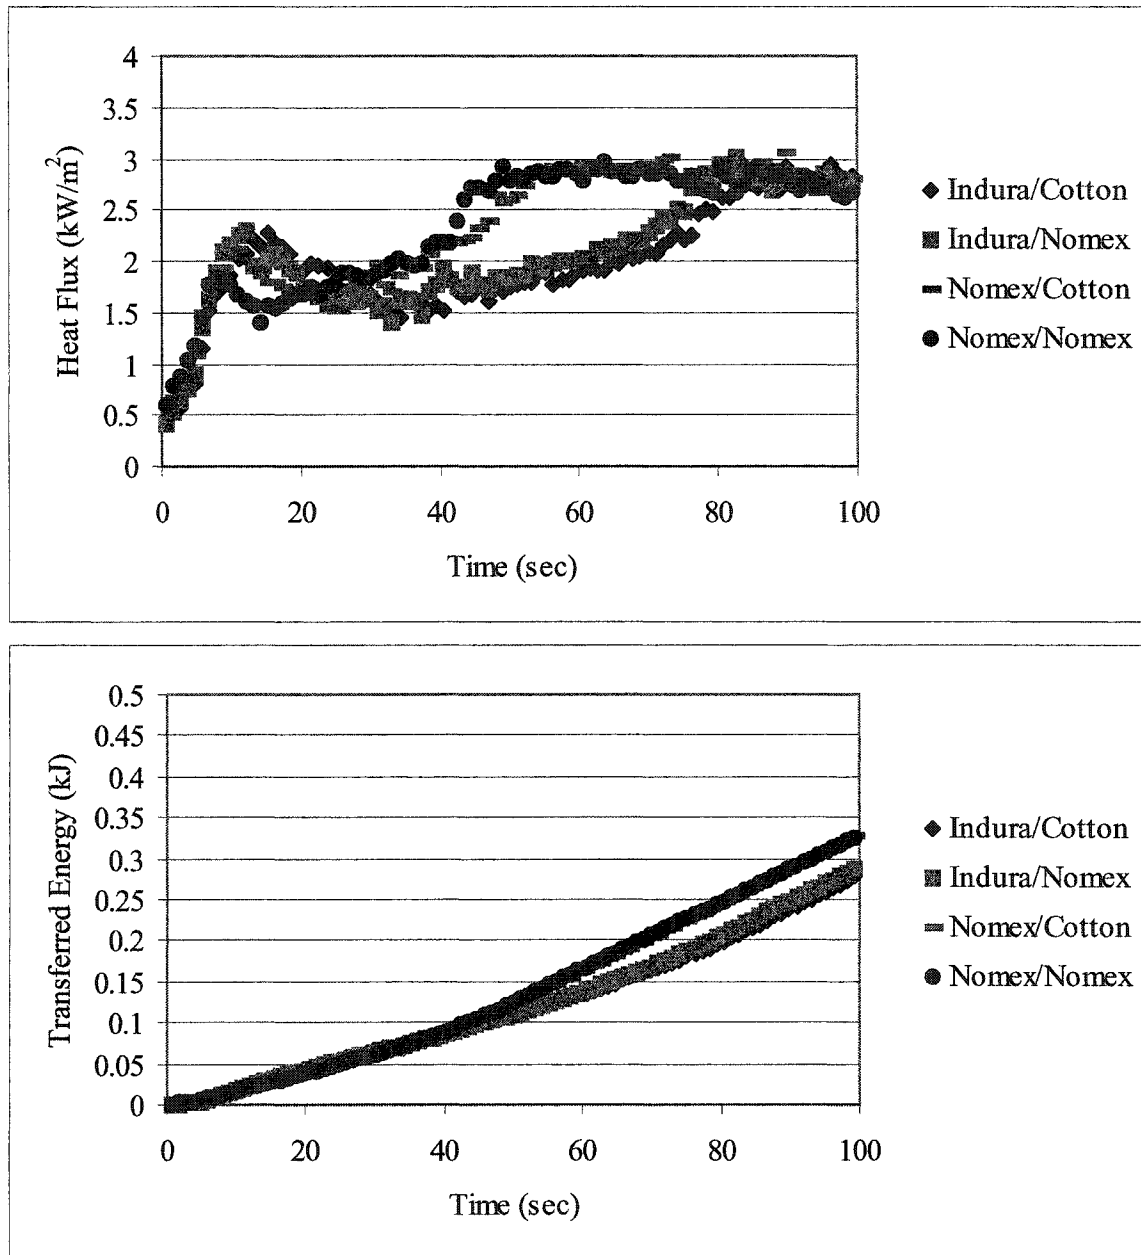 4
3.5
3
2.5
2
1.5
1
0.5
0
Heat Flux (kW/m²)
0 20 40 60 80 100
Time (sec)
Indura/Cotton
Indura/Nomex
Nomex/Cotton
Nomex/Nomex
0.5
0.45
0.4
0.35
0.3
0.25
0.2
0.15
0.1
0.05
0
Transferred Energy (kJ)
0 20 40 60 80 100
Time (sec)
Indura/Cotton
Indura/Nomex
Nomex/Cotton
Nomex/Nomex